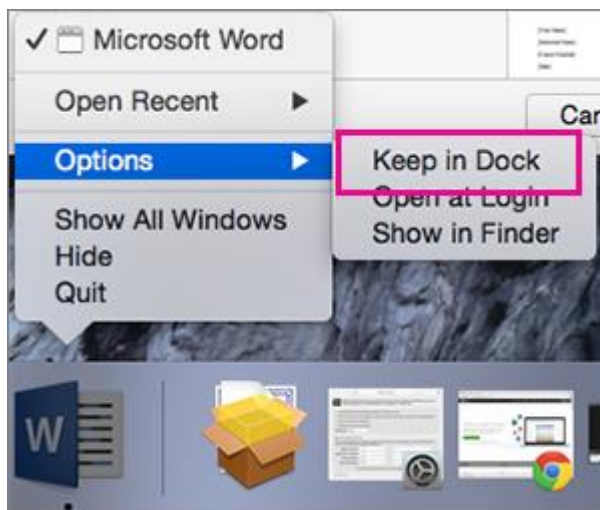 ✓ Microsoft Word
Open Recent ▶
Options ▶
Show All Windows
Hide
Quit
Keep in Dock
Open at Login
Show in Finder
Car
W